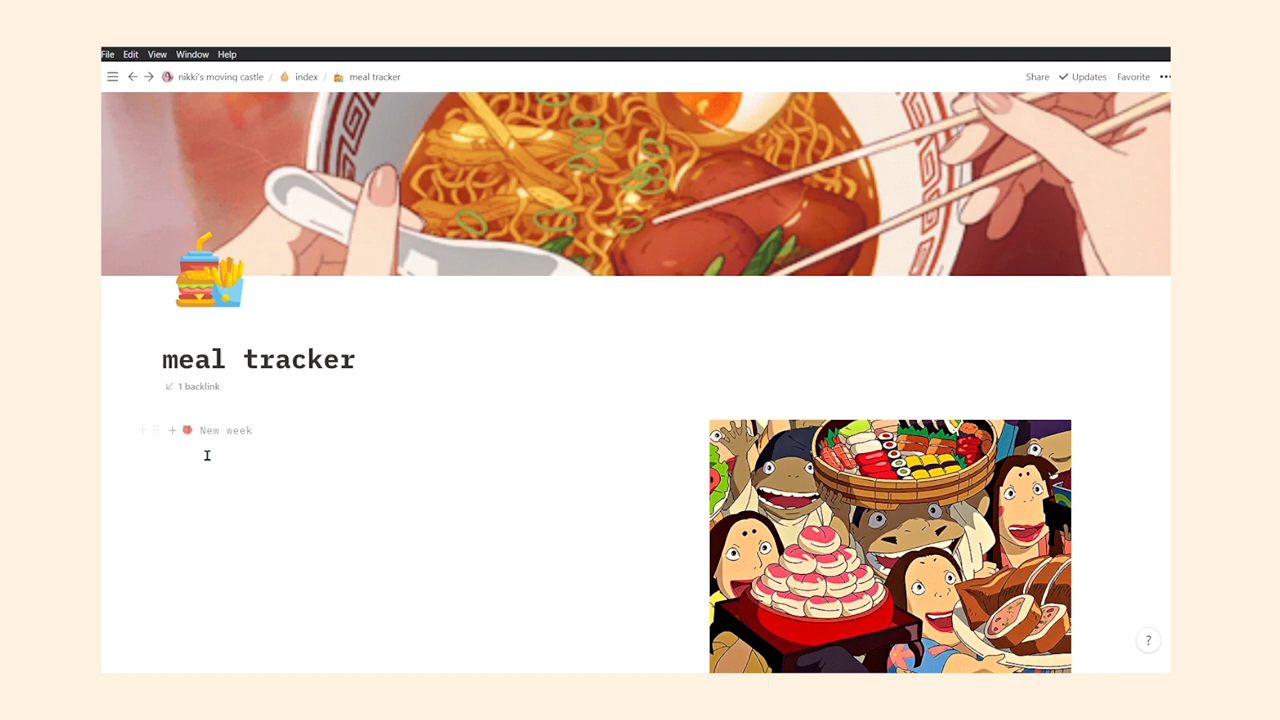 File Edit View Window Help
nikki's moving castle / index / meal tracker Share Updates Favorite
meal tracker
1 backlink
New week
?